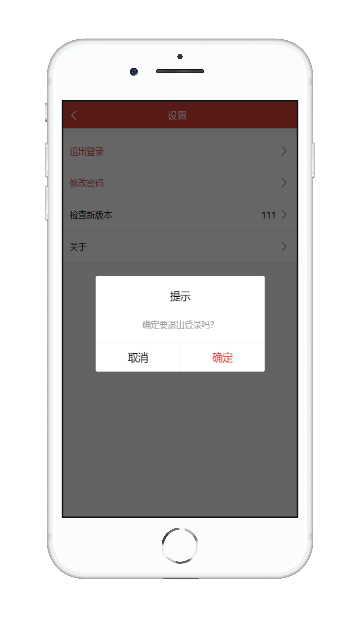 设置
退出登录
修改密码
检查新版本 111
关于
提示
确定要退出登录吗?
取消 确定